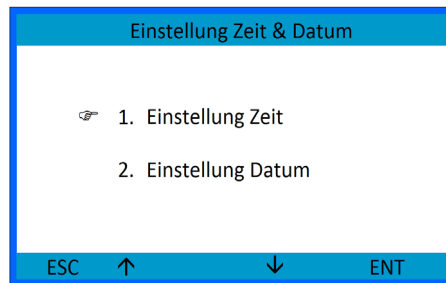 Einstellung Zeit & Datum
☞ 1. Einstellung Zeit
2. Einstellung Datum
ESC ↑ ↓ ENT